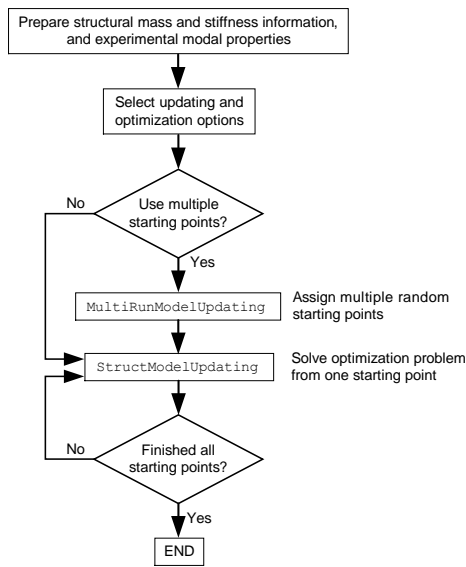 Prepare structural mass and stiffness information,
and experimental modal properties
Select updating and
optimization options
Use multiple
starting points?
No
Yes
MultiRunModelUpdating
Assign multiple random
starting points
StructModelUpdating
Solve optimization problem
from one starting point
Finished all
starting points?
No
Yes
END